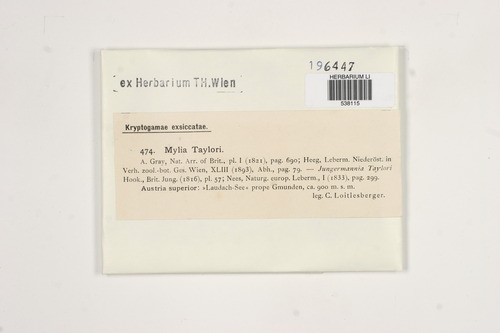 196447
HERBARIUM LI
538115
ex Herbarium TH.Wien
Kryptogamae exsiccatae.
474. Mylia Taylori.
A. Gray, Nat. Arr. of Brit., pl. I (1821), pag. 690; Heeg, Leberm. Niederöst. in
Verh. zool.-bot. Ges. Wien, XLIII (1893), Abh., pag. 79. — Jungermannia Taylori
Hook., Brit. Jung. (1816), pl. 57; Nees, Naturg. europ. Leberm., I (1833), pag. 299.
Austria superior: »Laudach-See« prope Gmunden, ca. 900 m. s. m.
leg. C. Loitlesberger.